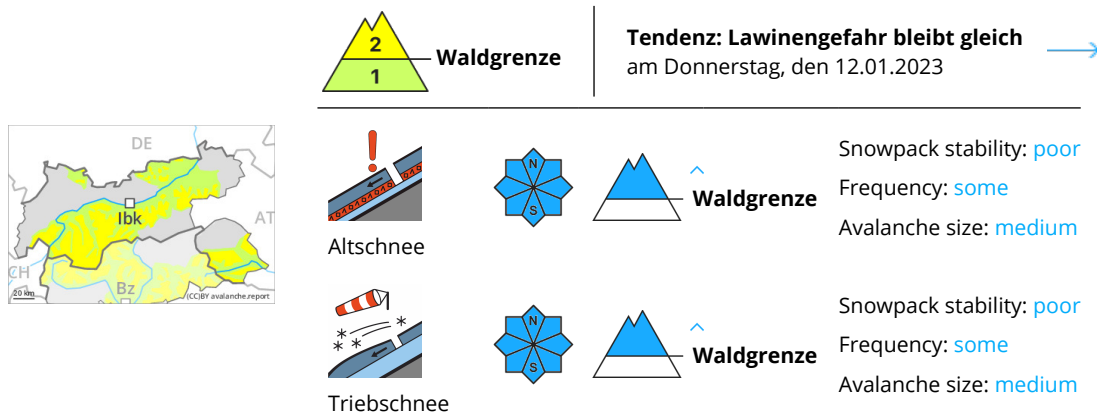 2
1
Waldgrenze
Tendenz: Lawinengefahr bleibt gleich
am Donnerstag, den 12.01.2023
DE
Ibk
AT
CH
Bz
20 km
(CC)BY avalanche.report
Altschnee
N
S
Waldgrenze
Snowpack stability: poor
Frequency: some
Avalanche size: medium
Triebschnee
N
S
Waldgrenze
Snowpack stability: poor
Frequency: some
Avalanche size: medium